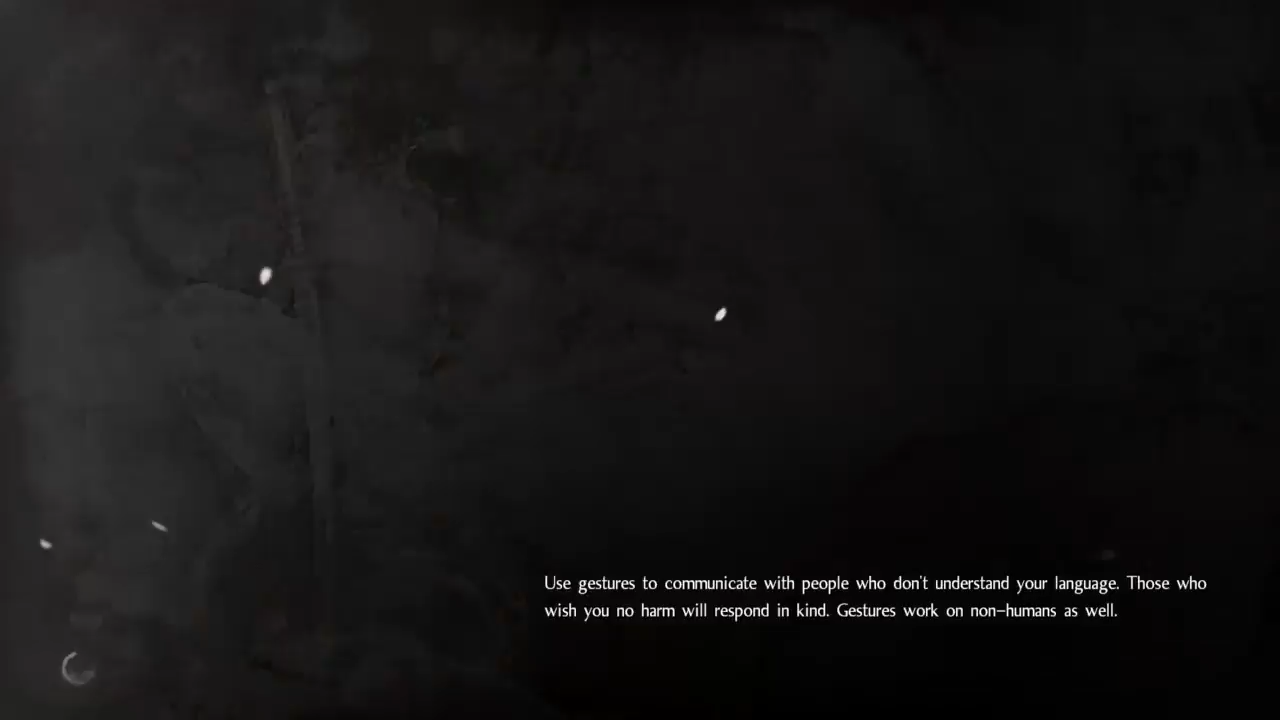 Use gestures to communicate with people who don't understand your language. Those who
wish you no harm will respond in kind. Gestures work on non-humans as well.